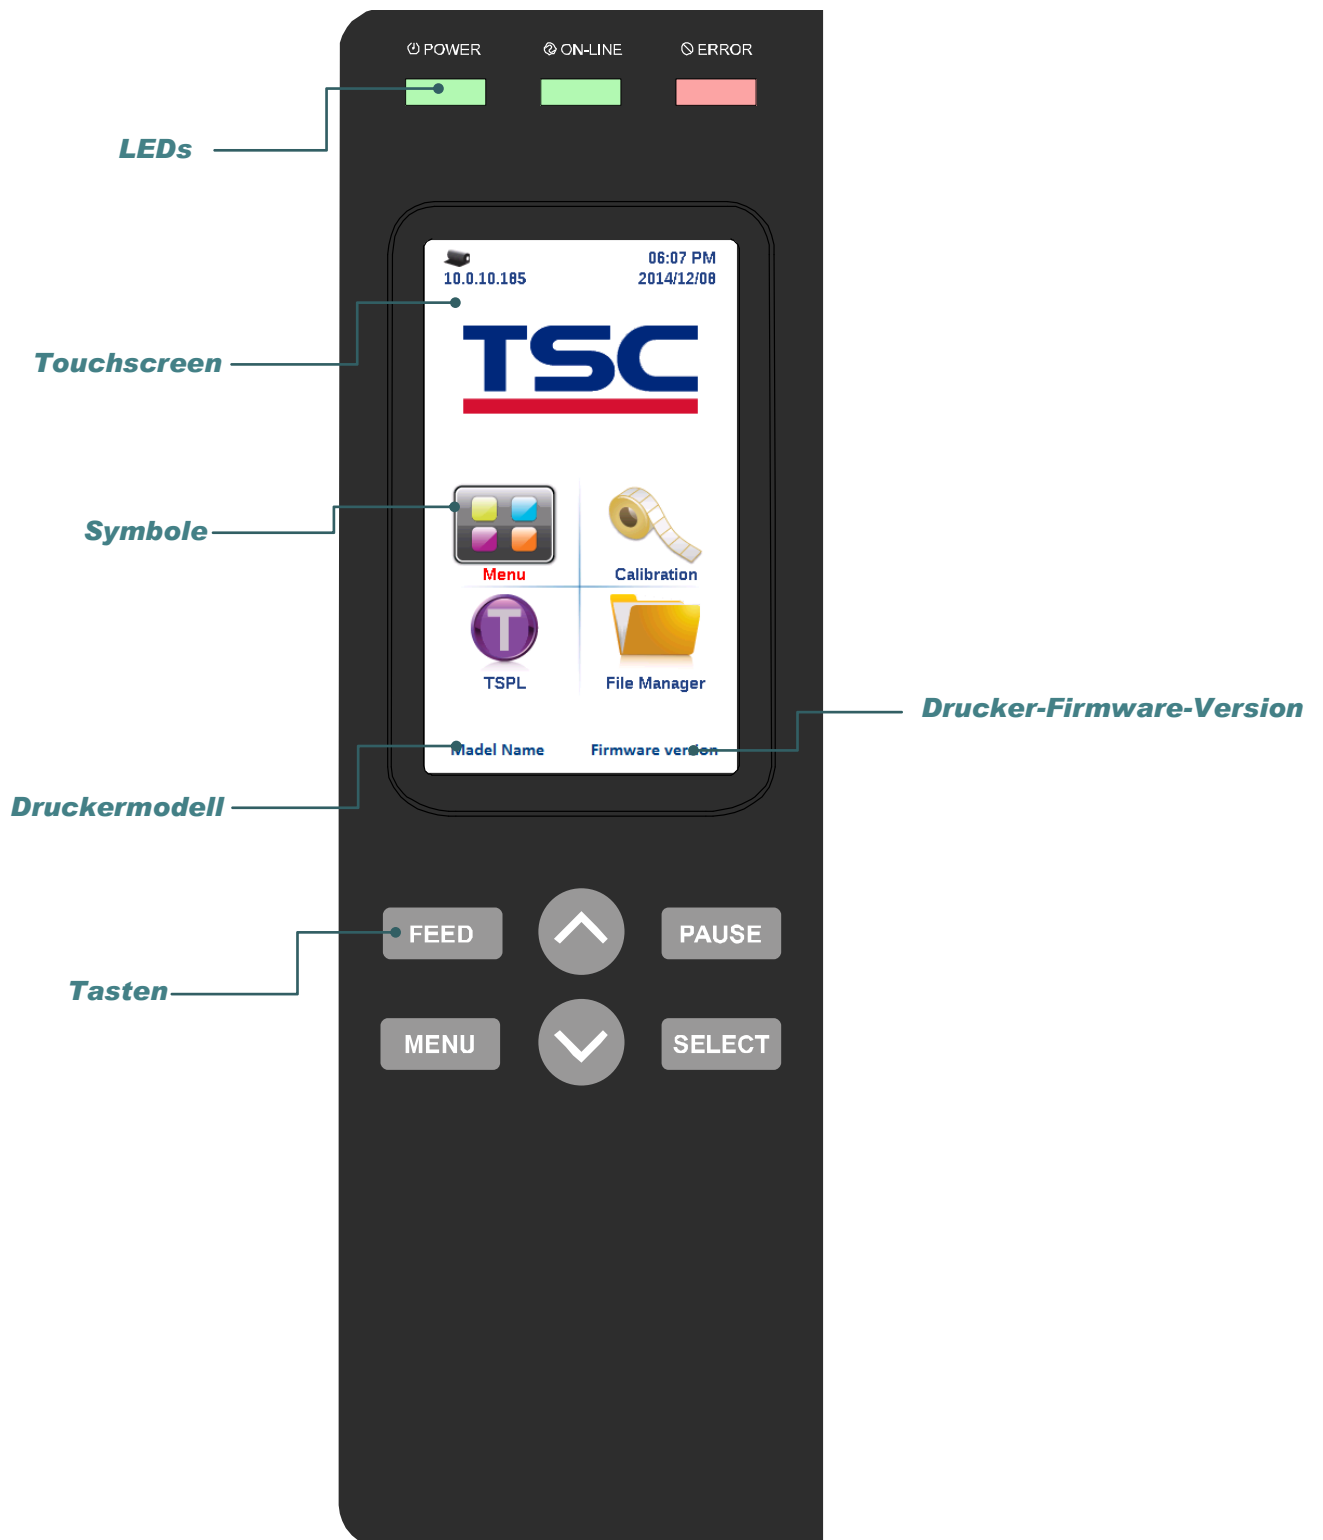 POWER
ON-LINE
ERROR
LEDs
10.0.10.185
06:07 PM
2014/12/08
TSC
Touchscreen
Symbole
Menu
Calibration
TSPL
File Manager
Drucker-Firmware-Version
Madel Name
Firmware version
Druckermodell
FEED
PAUSE
Tasten
MENU
SELECT